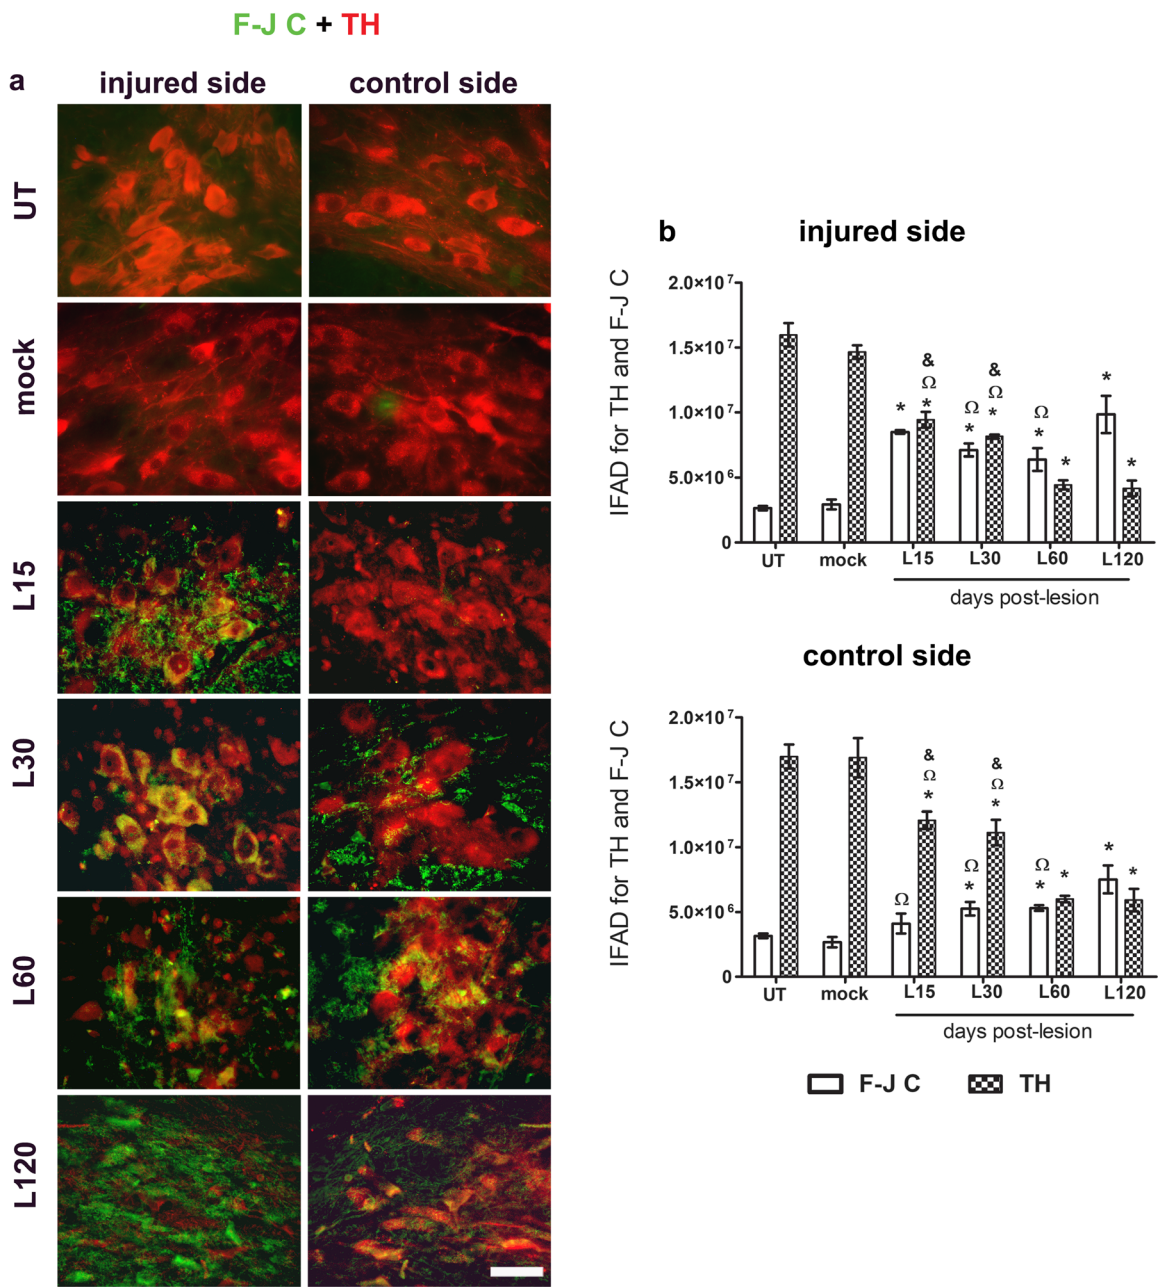 F-J C + TH
a
injured side
control side
UT
mock
L15
L30
L60
L120
b
injured side
IFAD for TH and F-J C
2.0×10⁷
1.5×10⁷
1.0×10⁷
5.0×10⁶
0
& &
Ω Ω
* Ω * Ω * Ω * * * *
UT mock L15 L30 L60 L120
days post-lesion
control side
IFAD for TH and F-J C
2.0×10⁷
1.5×10⁷
1.0×10⁷
5.0×10⁶
0
& &
Ω Ω
* *
Ω Ω * Ω * * * *
UT mock L15 L30 L60 L120
days post-lesion
F-J C TH